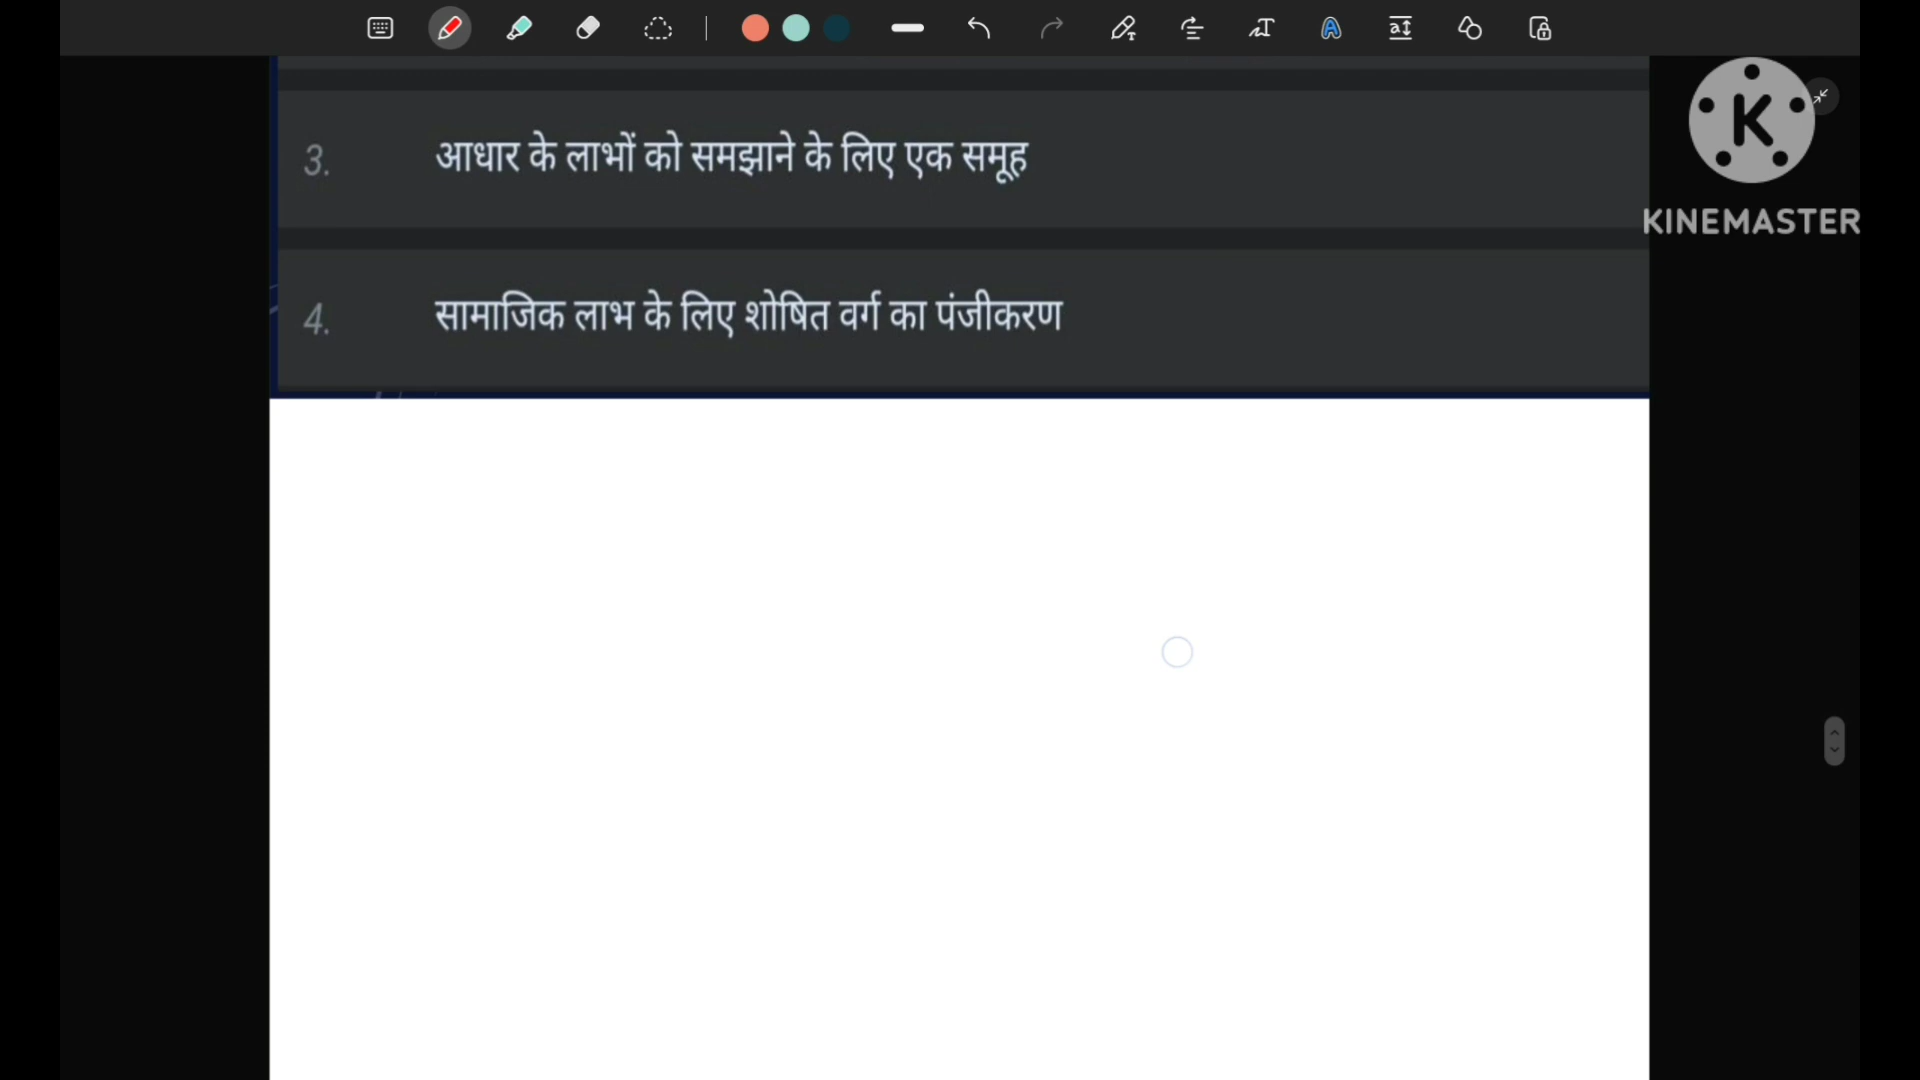 3. आधार के लाभों को समझाने के लिए एक समूह
4. सामाजिक लाभ के लिए शोषित वर्ग का पंजीकरण
K
KINEMASTER